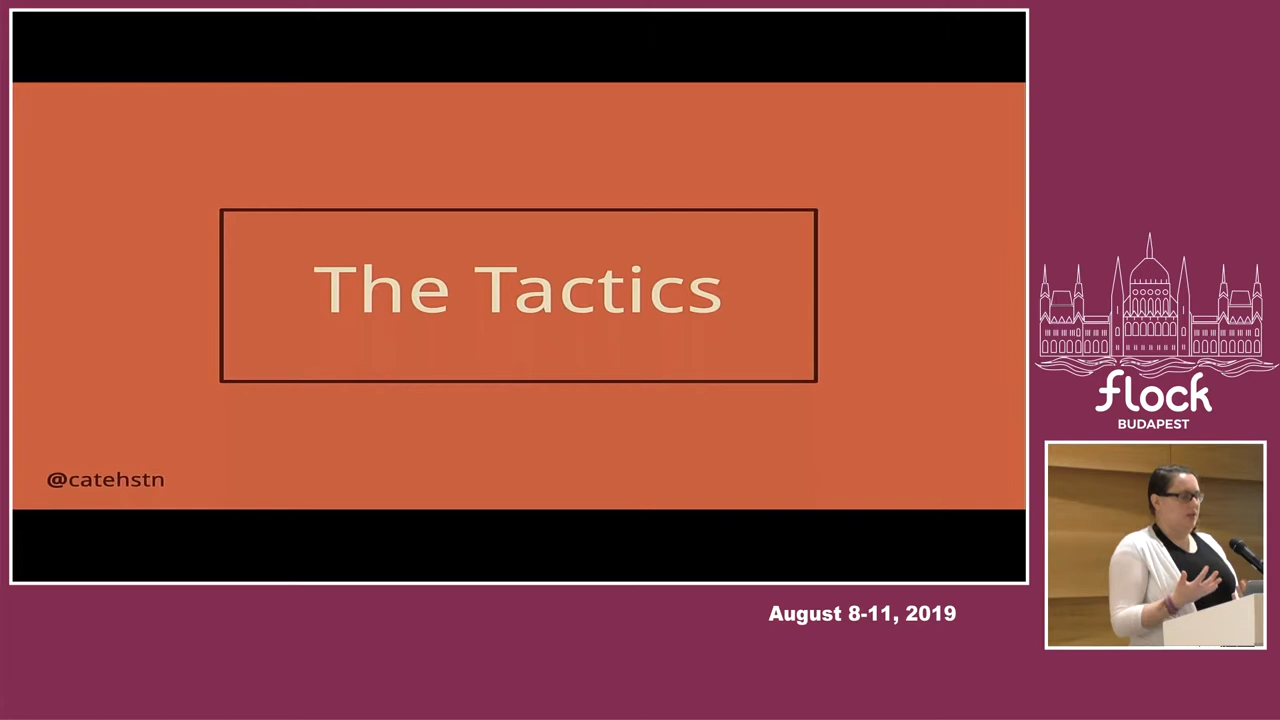 The Tactics
@catehstn
flock
BUDAPEST
August 8-11, 2019